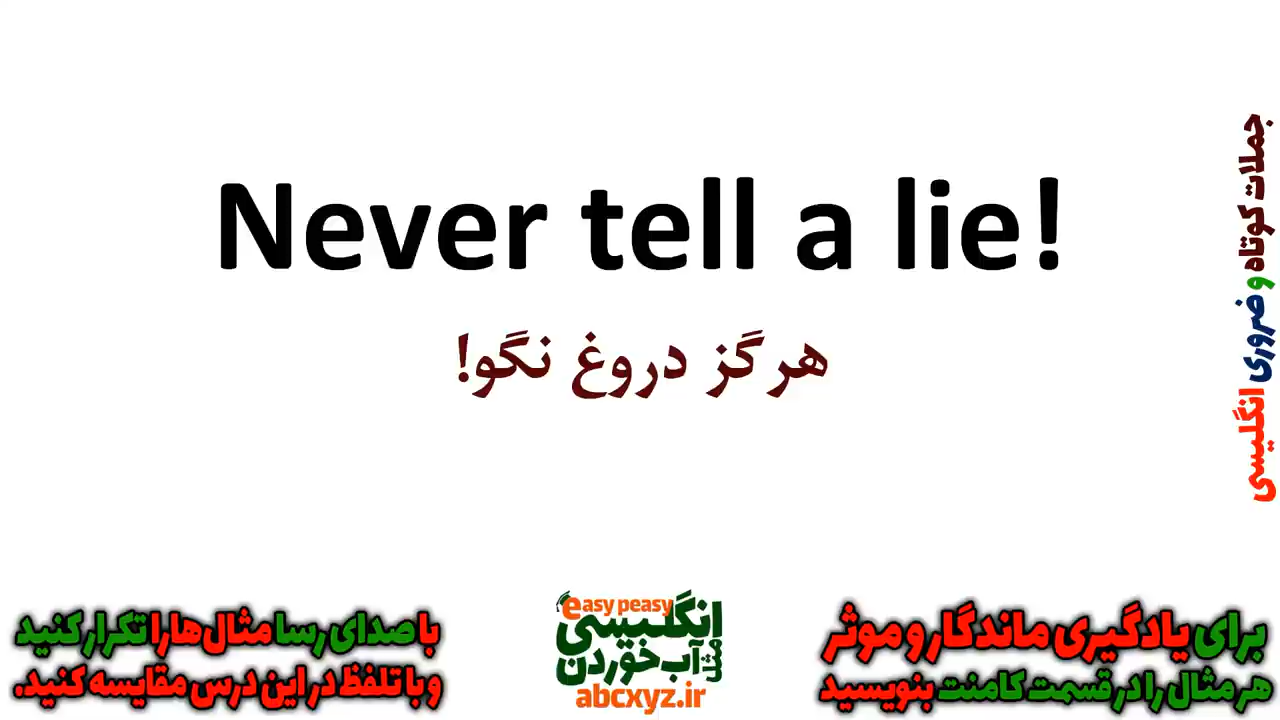 Never tell a lie!
هرگز دروغ نگو!
جملات کوتاه و ضروری انگلیسی
برای یادگیری ماندگار و موثر
هر مثال را در قسمت کامنت بنویسید
easy peasy
انگلیسی
مثل آب خوردن
abcxyz.ir
با صدای رسا مثال‌ها را تکرار کنید
و با تلفظ در این درس مقایسه کنید.